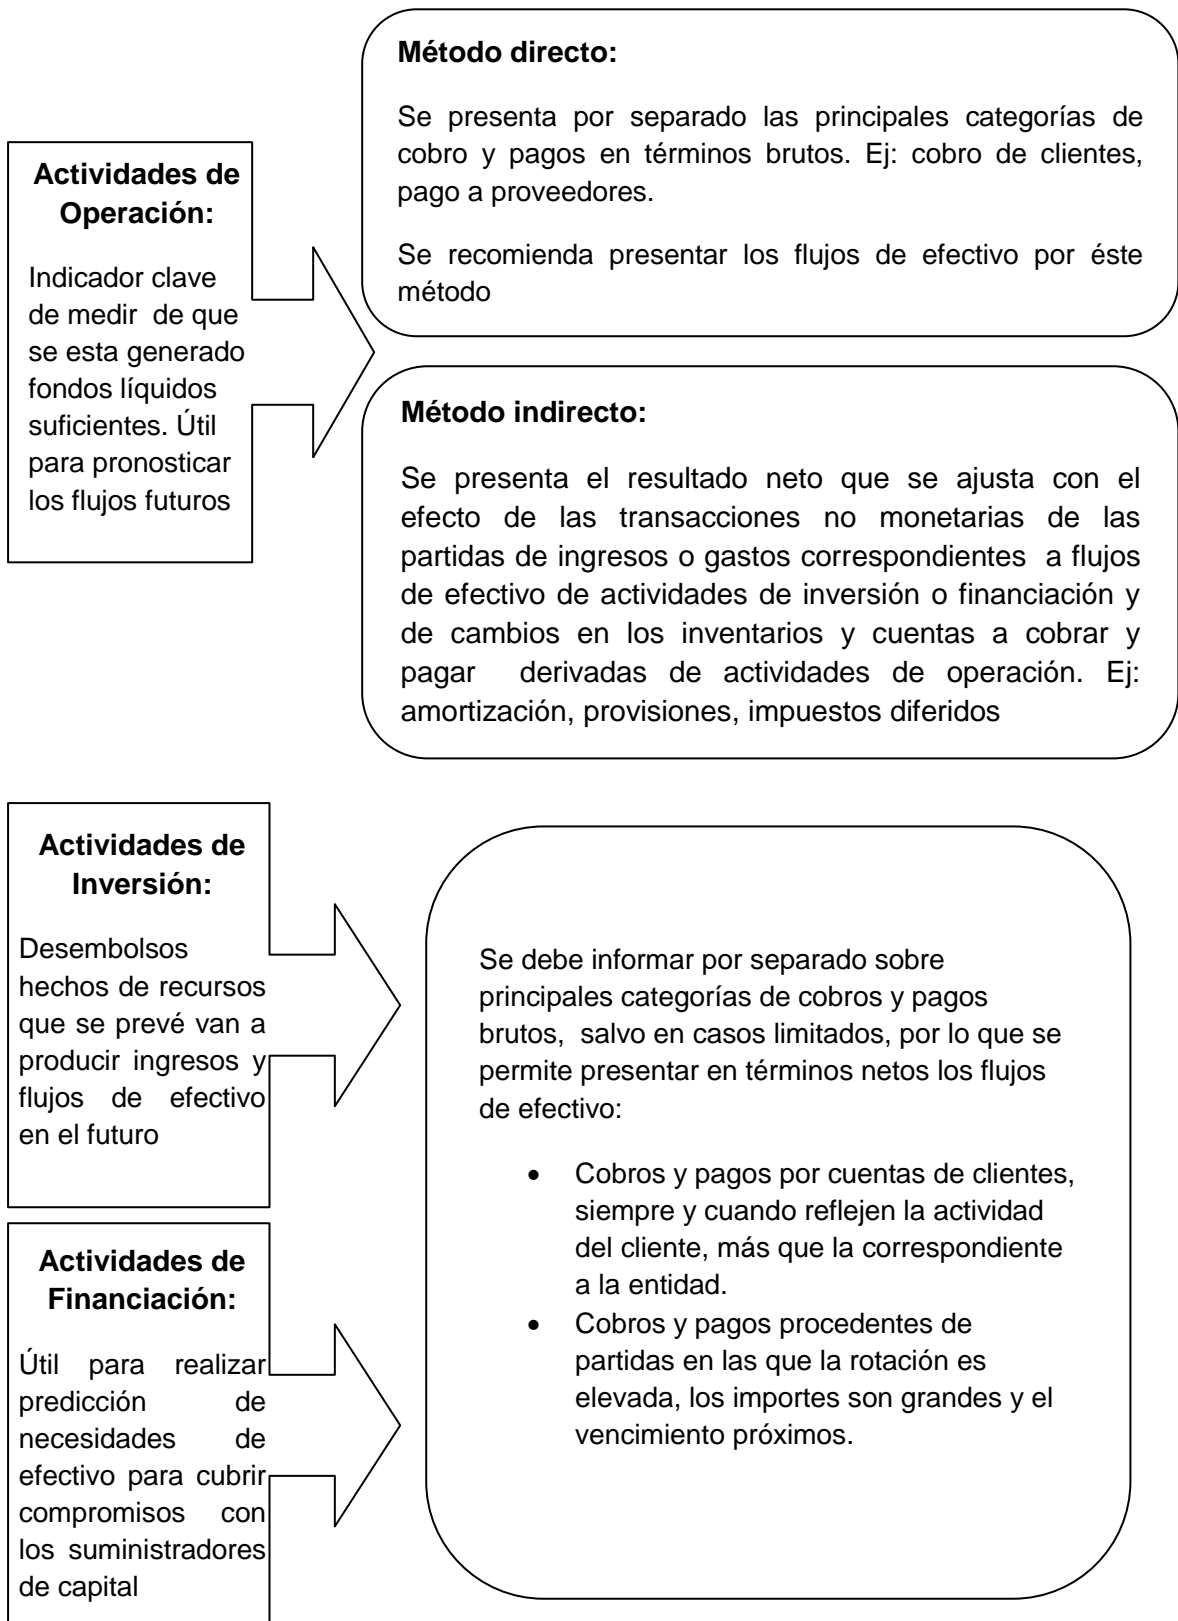 Actividades de
Operación:
Indicador clave
de medir de que
se esta generado
fondos líquidos
suficientes. Útil
para pronosticar
los flujos futuros
Método directo:
Se presenta por separado las principales categorías de
cobro y pagos en términos brutos. Ej: cobro de clientes,
pago a proveedores.
Se recomienda presentar los flujos de efectivo por éste
método
Método indirecto:
Se presenta el resultado neto que se ajusta con el
efecto de las transacciones no monetarias de las
partidas de ingresos o gastos correspondientes a flujos
de efectivo de actividades de inversión o financiación y
de cambios en los inventarios y cuentas a cobrar y
pagar derivadas de actividades de operación. Ej:
amortización, provisiones, impuestos diferidos
Actividades de
Inversión:
Desembolsos
hechos de recursos
que se prevé van a
producir ingresos y
flujos de efectivo
en el futuro
Actividades de
Financiación:
Útil para realizar
predicción de
necesidades de
efectivo para cubrir
compromisos con
los suministradores
de capital
Se debe informar por separado sobre
principales categorías de cobros y pagos
brutos, salvo en casos limitados, por lo que se
permite presentar en términos netos los flujos
de efectivo:
• Cobros y pagos por cuentas de clientes,
siempre y cuando reflejen la actividad
del cliente, más que la correspondiente
a la entidad.
• Cobros y pagos procedentes de
partidas en las que la rotación es
elevada, los importes son grandes y el
vencimiento próximos.